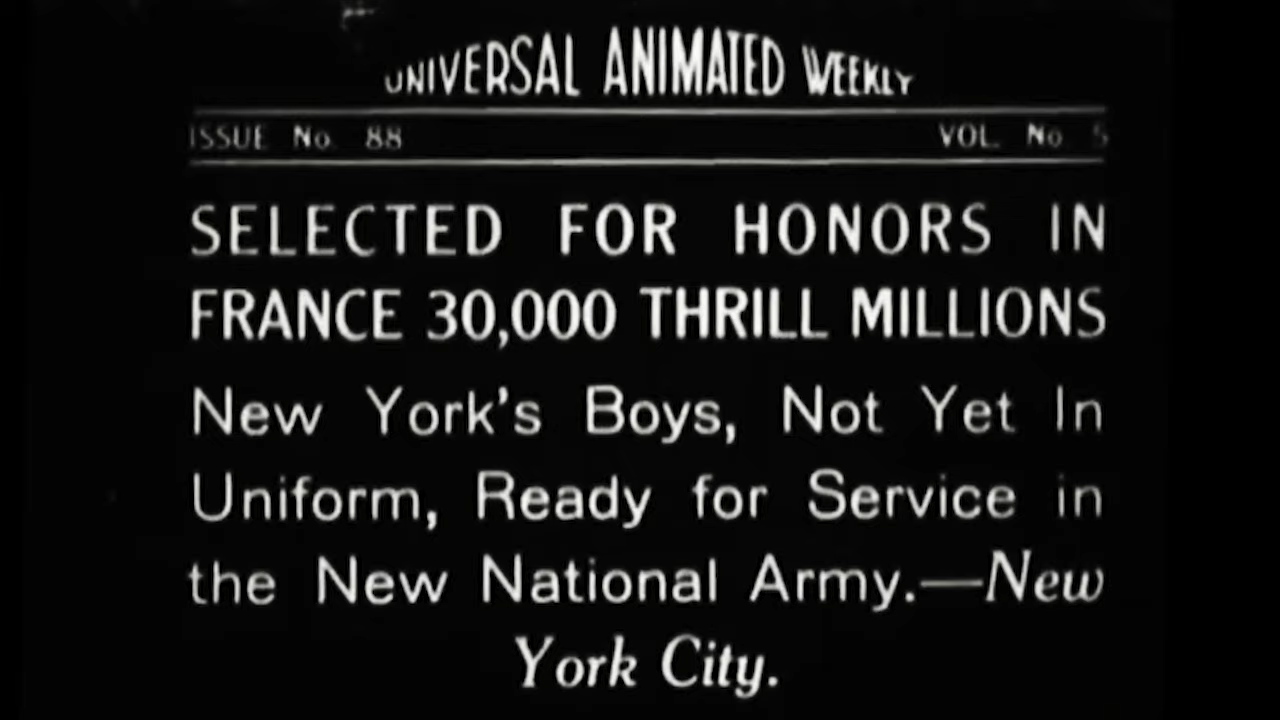 UNIVERSAL ANIMATED WEEKLY
ISSUE No. 88 VOL. No. 5
SELECTED FOR HONORS IN
FRANCE 30,000 THRILL MILLIONS
New York's Boys, Not Yet In
Uniform, Ready for Service in
the New National Army.—New
York City.